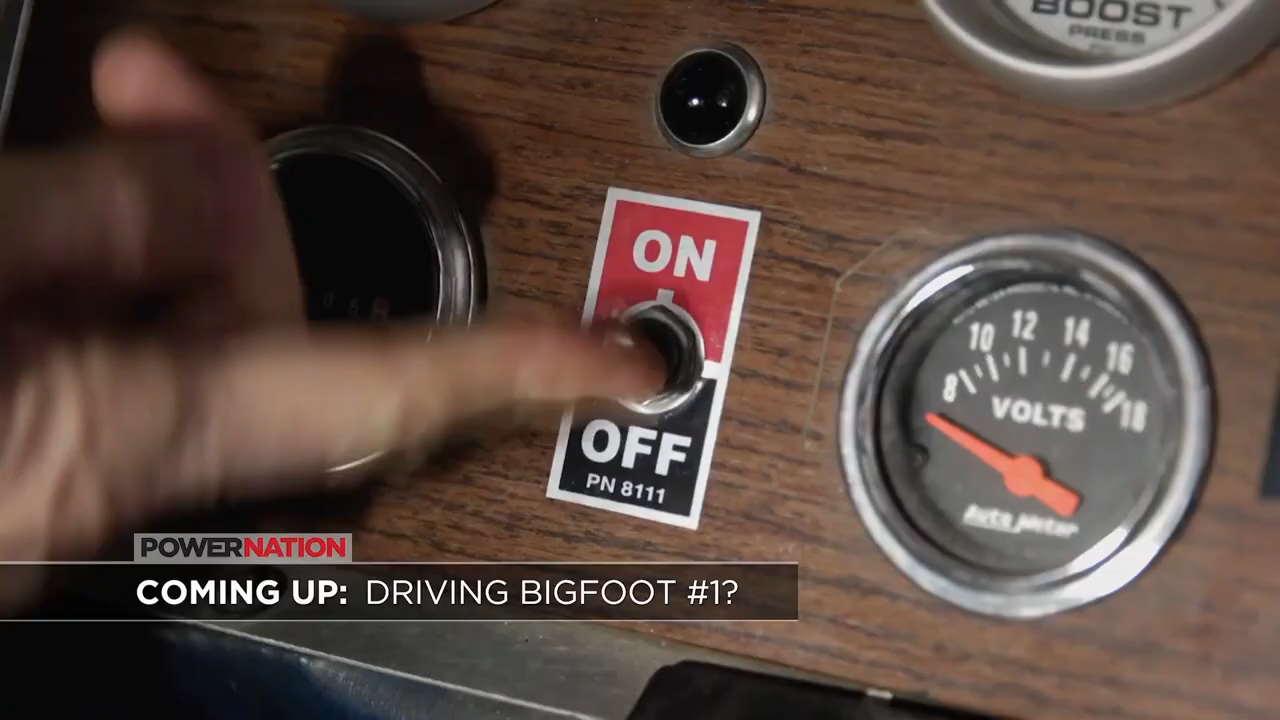 BOOST
PRESS
ON
OFF
PN 8111
8 10 12 14 16 18
VOLTS
Auto Meter
POWERNATION
COMING UP: DRIVING BIGFOOT #1?